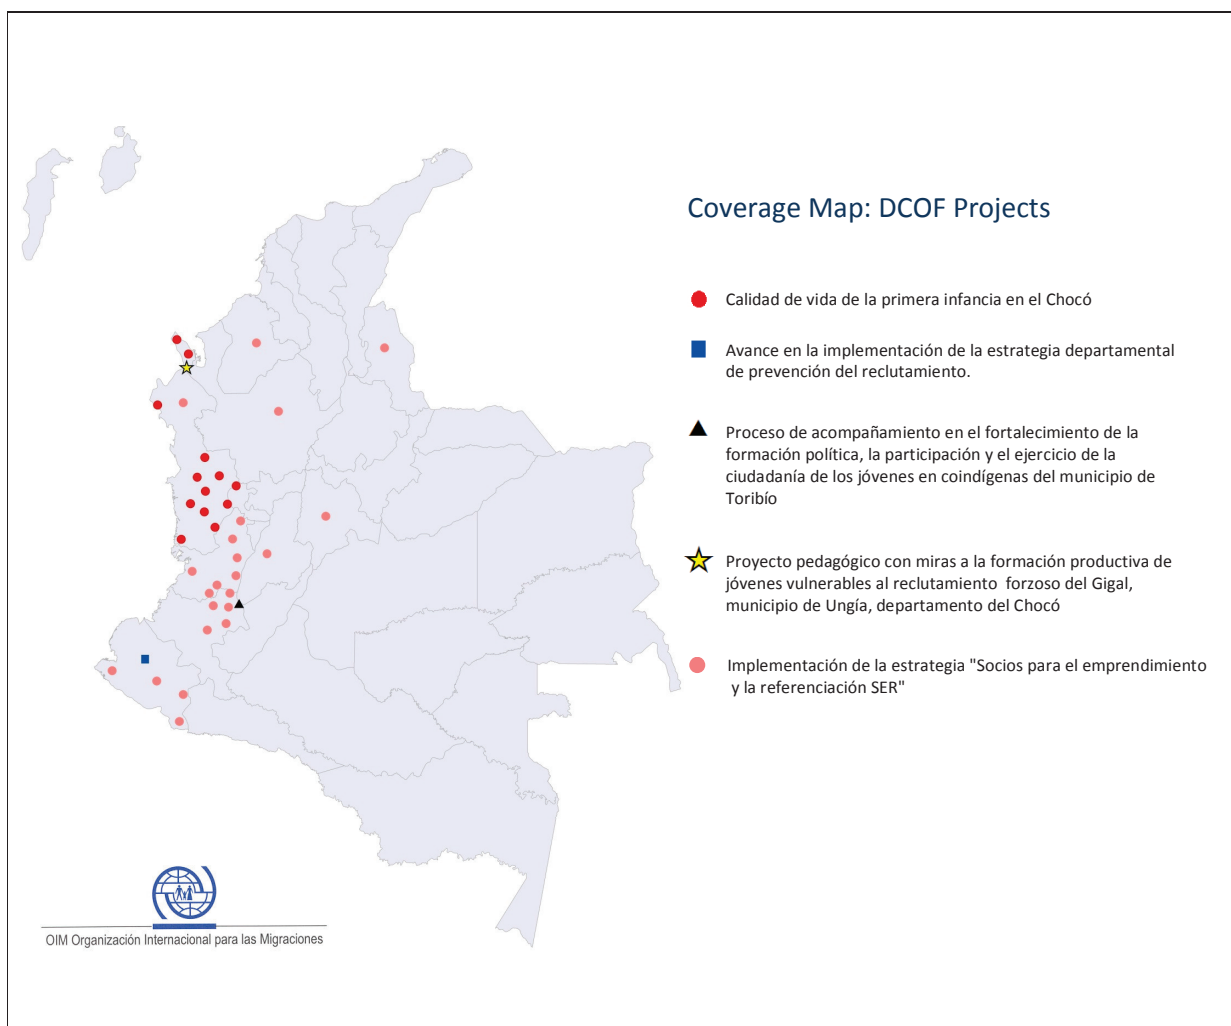 Coverage Map: DCOF Projects
Calidad de vida de la primera infancia en el Chocó
Avance en la implementación de la estrategia departamental
de prevención del reclutamiento.
Proceso de acompañamiento en el fortalecimiento de la
formación política, la participación y el ejercicio de la
ciudadanía de los jóvenes en coindígenas del municipio de
Toribío
Proyecto pedagógico con miras a la formación productiva de
jóvenes vulnerables al reclutamiento forzoso del Gigal,
municipio de Ungía, departamento del Chocó
Implementación de la estrategia "Socios para el emprendimiento
y la referenciación SER"
OIM Organización Internacional para las Migraciones